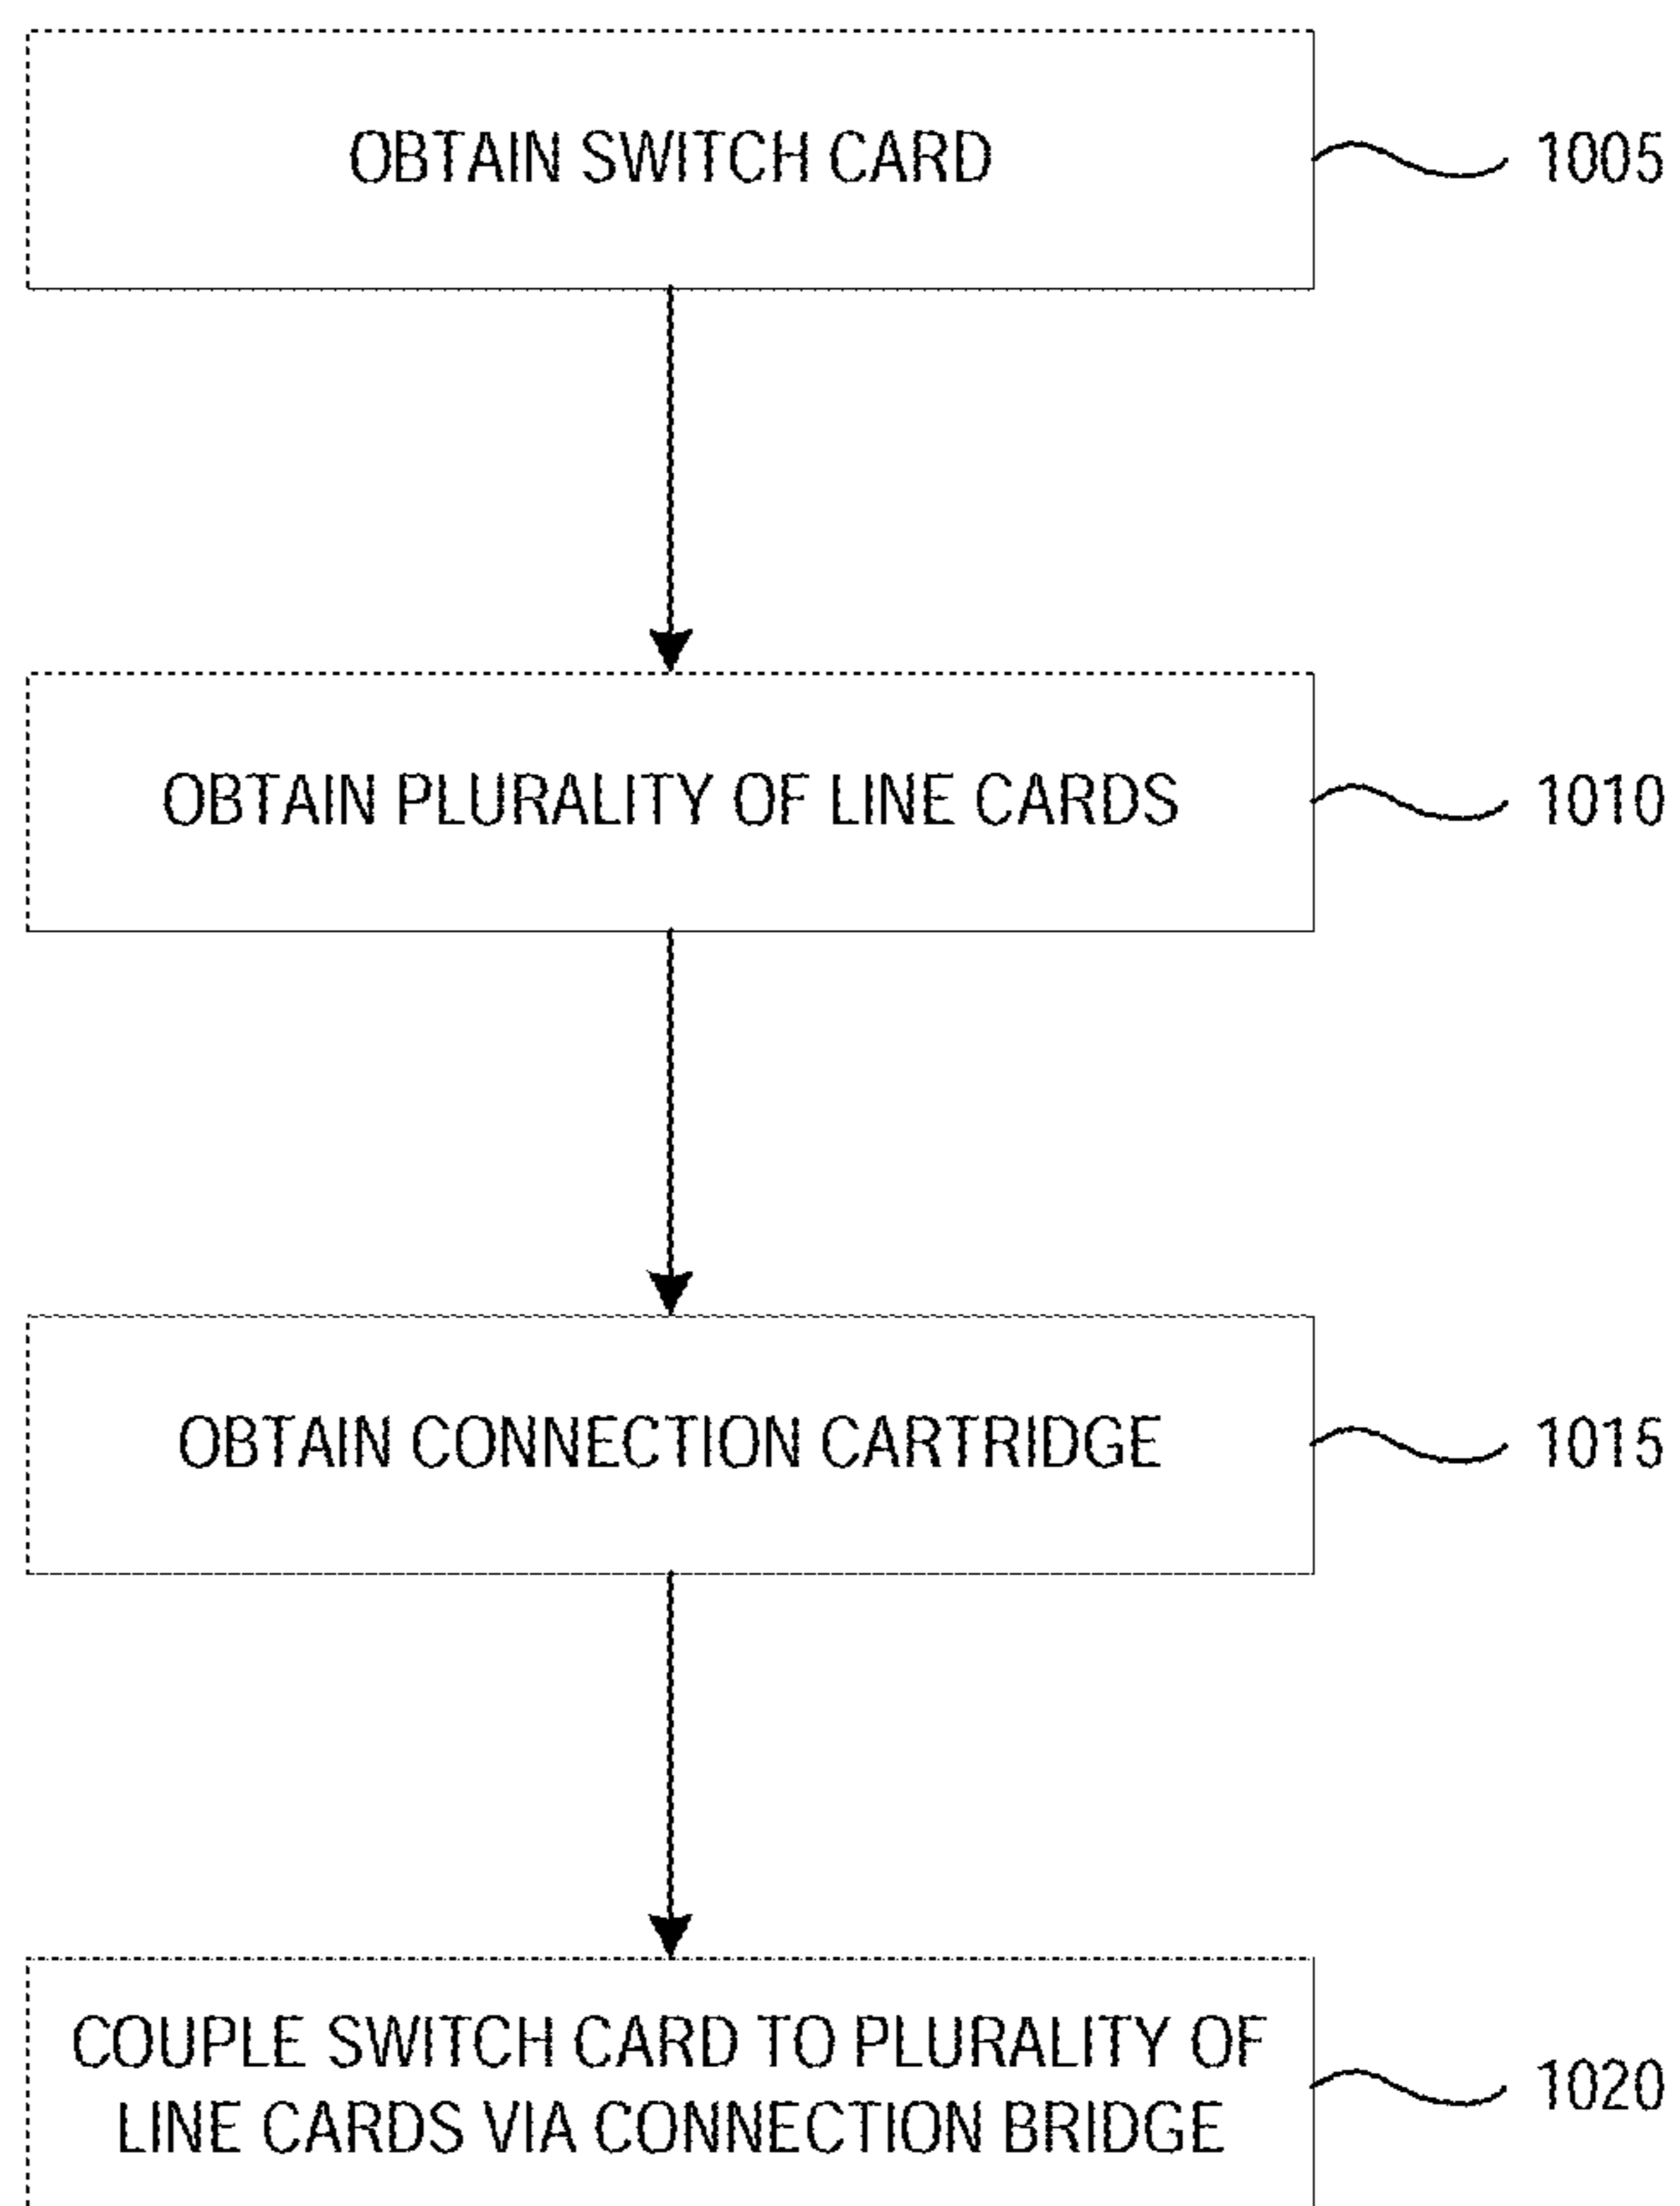 OBTAIN SWITCH CARD
1005
OBTAIN PLURALITY OF LINE CARDS
1010
OBTAIN CONNECTION CARTRIDGE
1015
COUPLE SWITCH CARD TO PLURALITY OF
LINE CARDS VIA CONNECTION BRIDGE
1020